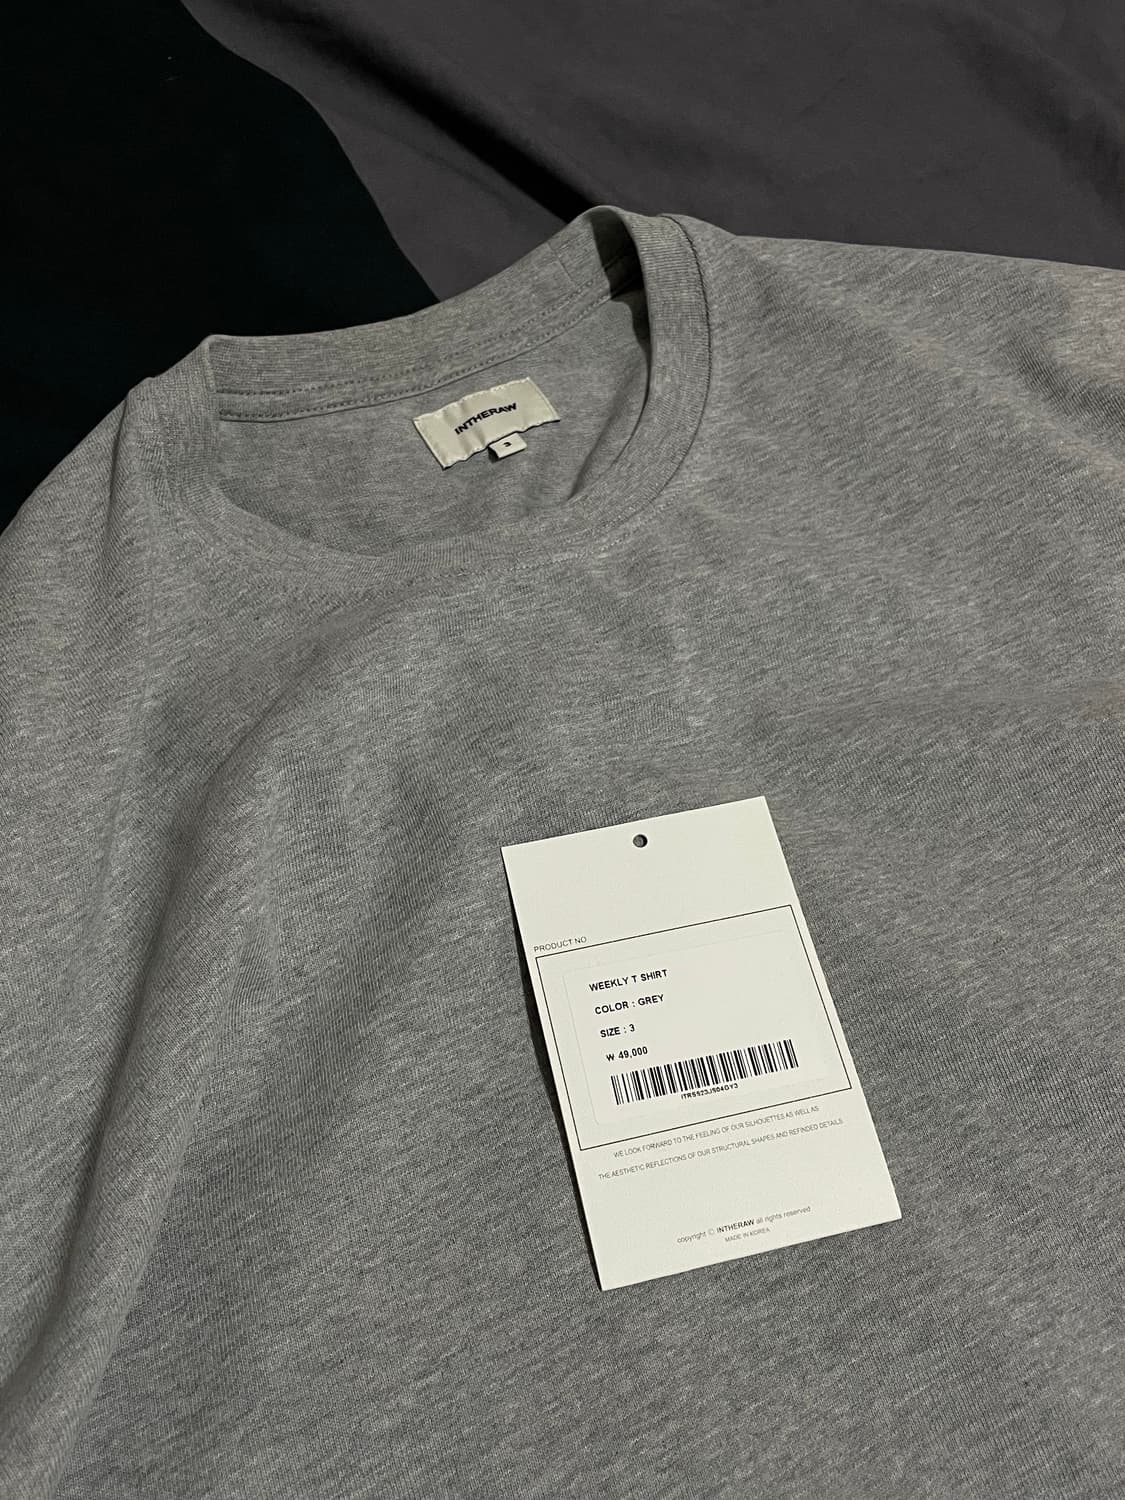 INTHERAW
3
PRODUCT NO.
WEEKLY T SHIRT
COLOR : GREY
SIZE : 3
₩ 49,000
WE LOOK FORWARD TO THE FEELING OF OUR SILHOUETTES AS WELL AS
THE AESTHETIC REFLECTIONS OF OUR STRUCTURAL SHAPES AND REFINDED DETAILS.
copyright © INTHERAW all rights reserved
MADE IN KOREA